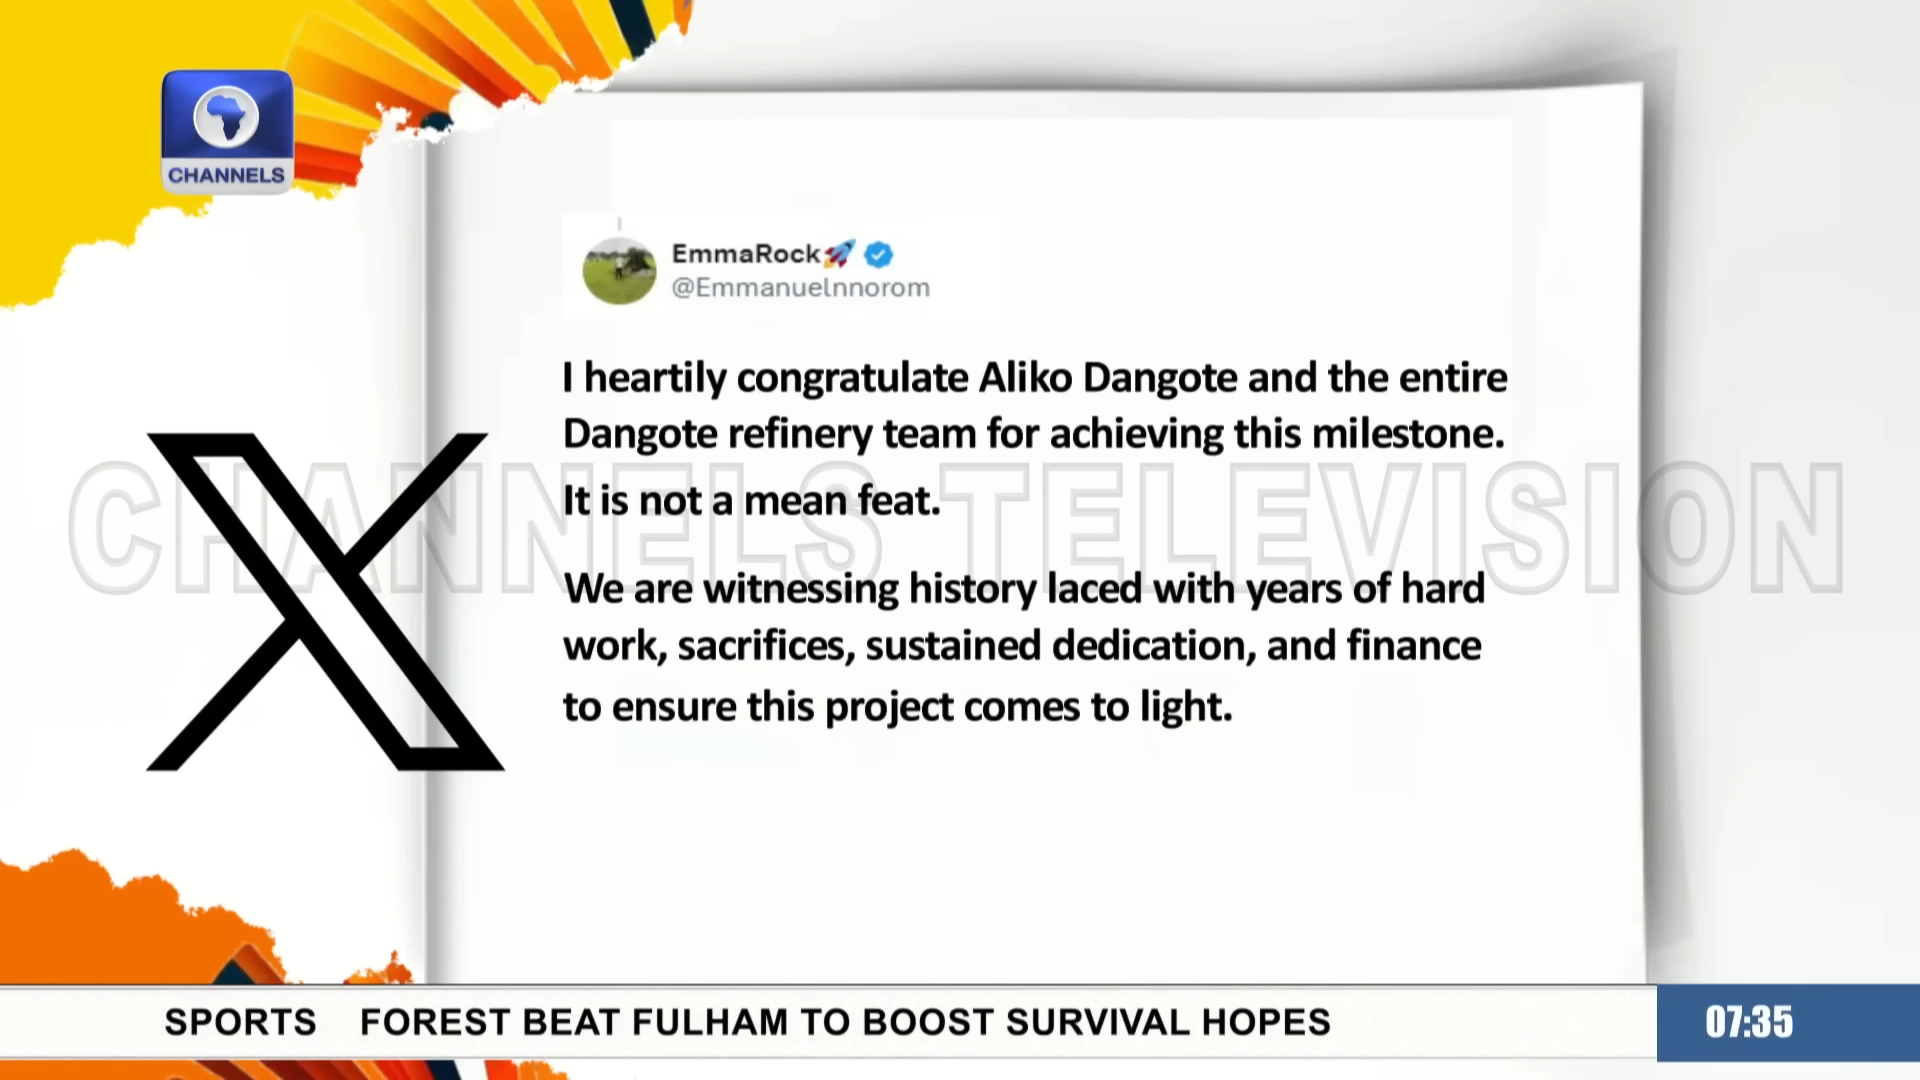 CHANNELS
EmmaRock🚀
@Emmanuelnnorom
I heartily congratulate Aliko Dangote and the entire
Dangote refinery team for achieving this milestone.
It is not a mean feat.
We are witnessing history laced with years of hard
work, sacrifices, sustained dedication, and finance
to ensure this project comes to light.
CHANNELS TELEVISION
SPORTS FOREST BEAT FULHAM TO BOOST SURVIVAL HOPES
07:35